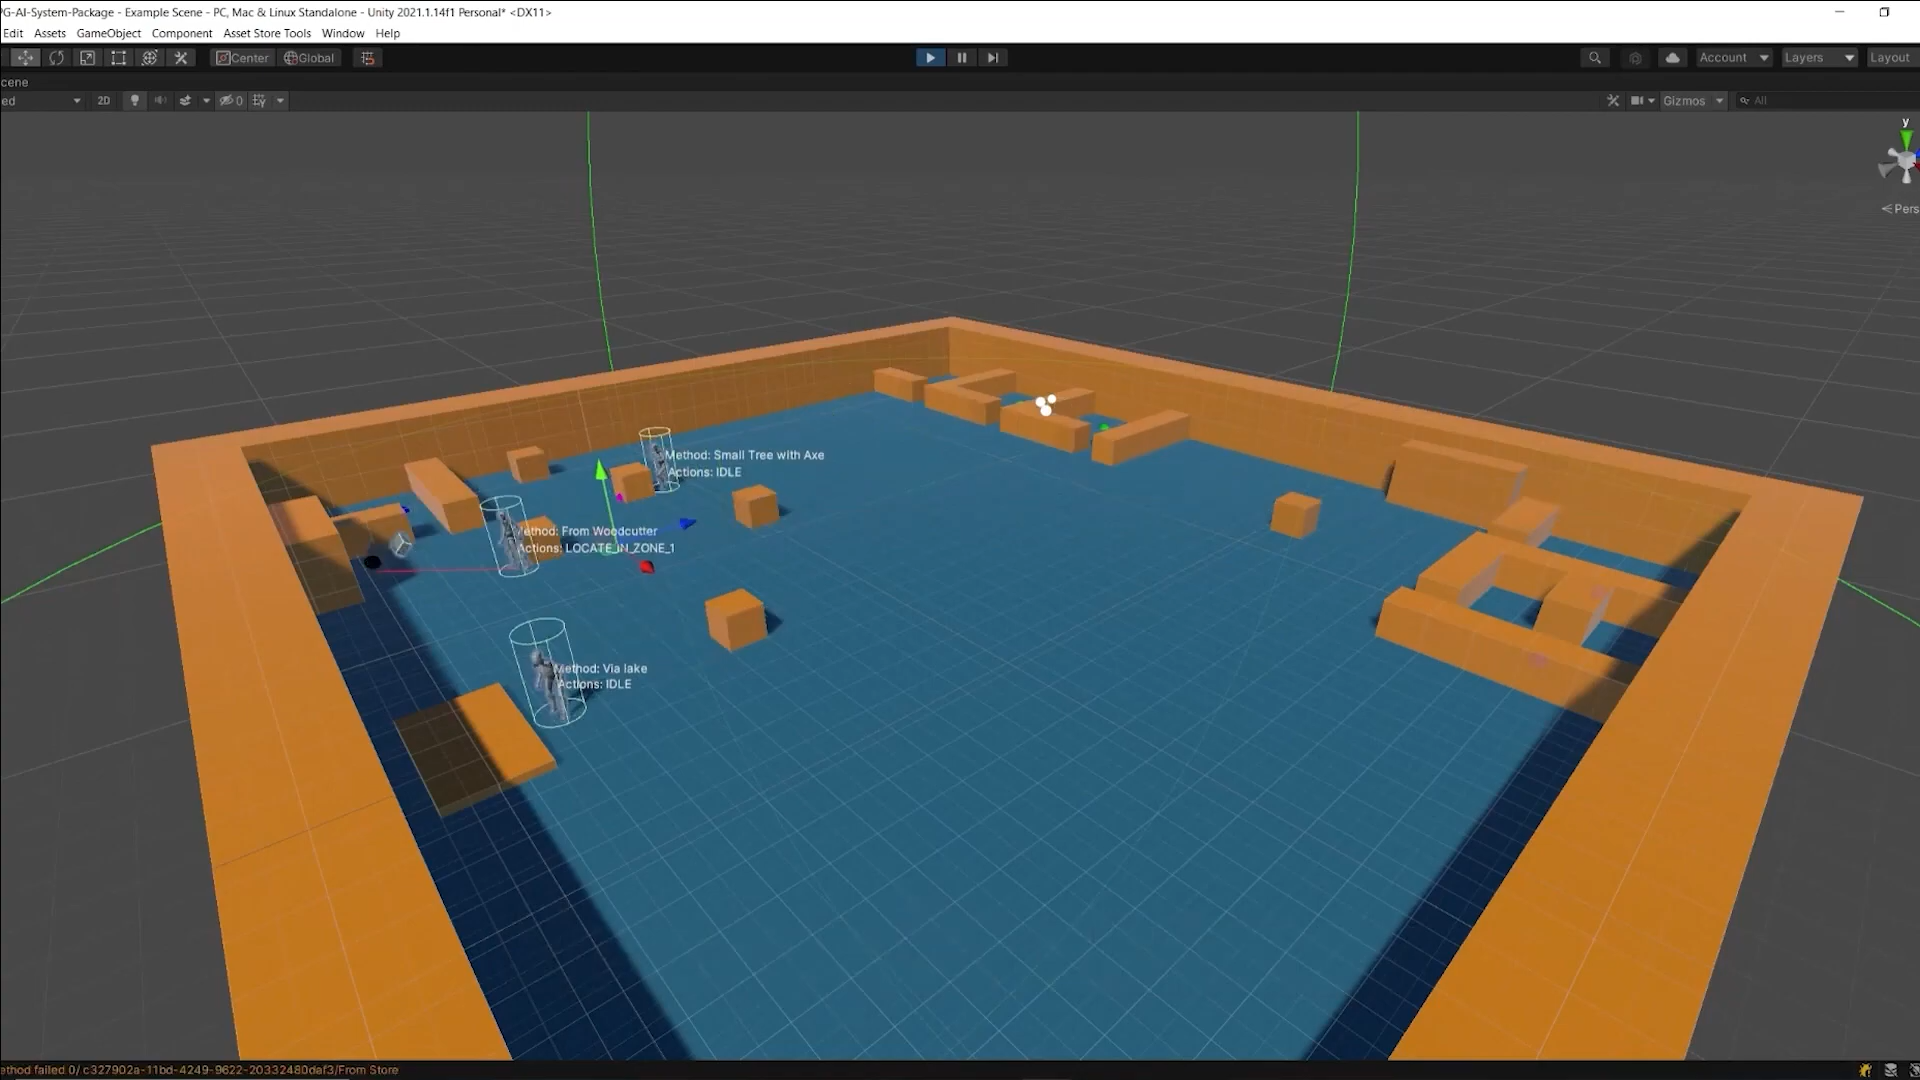 G-AI-System-Package - Example Scene - PC, Mac & Linux Standalone - Unity 2021.1.14f1 Personal* <DX11>
Edit Assets GameObject Component Asset Store Tools Window Help
Center Global Account Layers Layout
cene
ed 2D 0 Gizmos All
y
Pers
Method: Small Tree with Axe
Actions: IDLE
Method: From Woodcutter
Actions: LOCATE_IN_ZONE_1
Method: Via lake
Actions: IDLE
ethod failed 0/ c327902a-11bd-4249-9622-20332480daf3/From Store